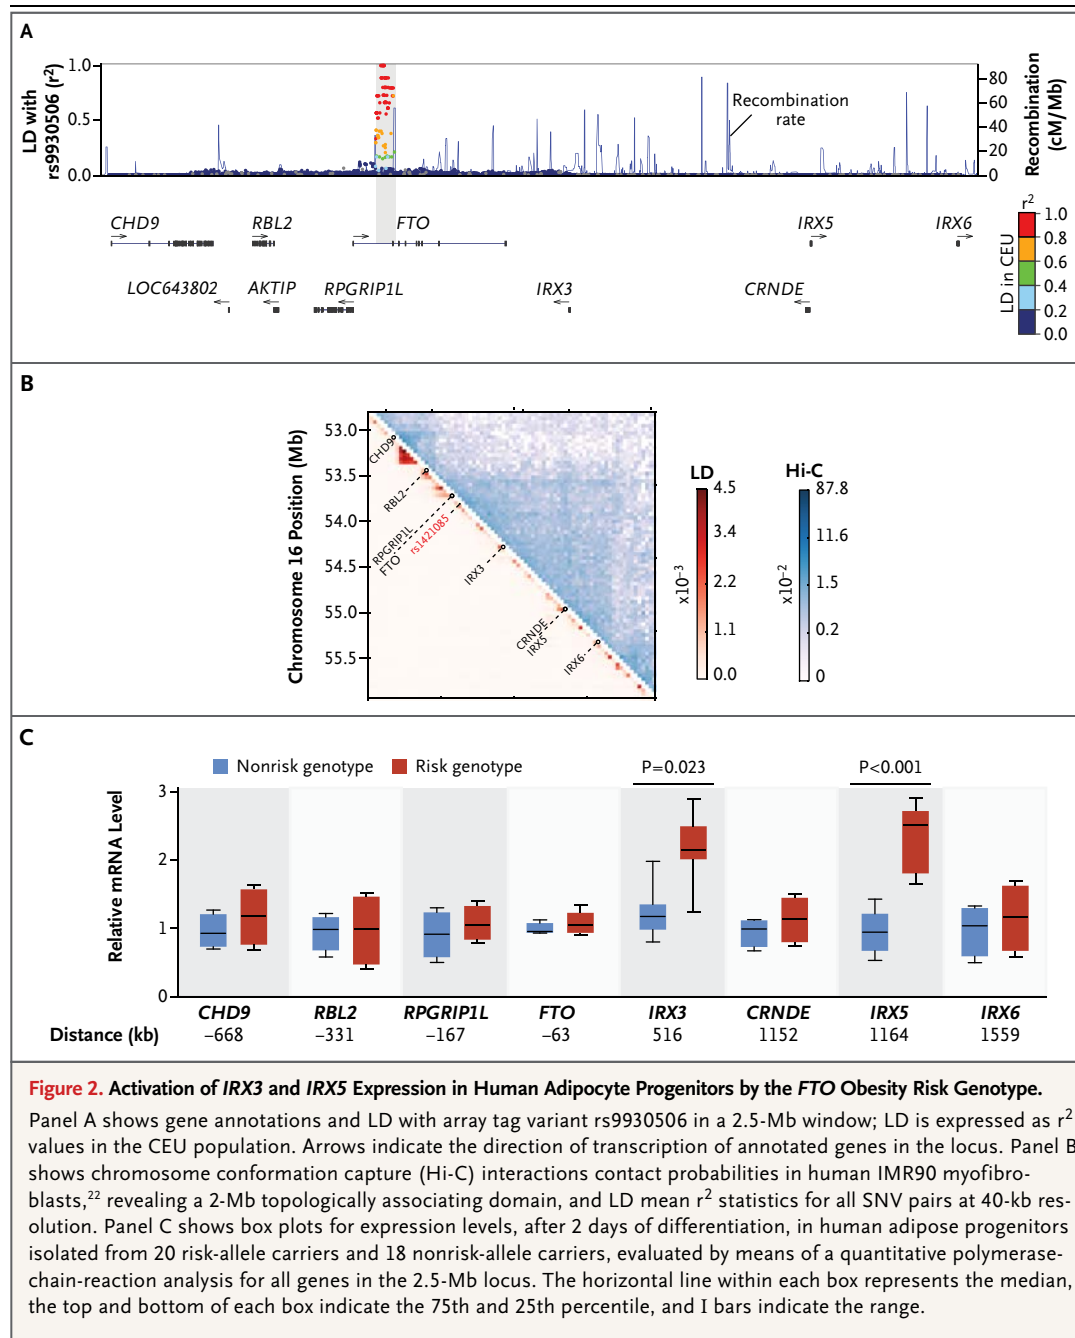 A
LD with
rs9930506 (r²)
1.0
0.5
0.0
Recombination
rate
80
60
40
20
0
Recombination
(cM/Mb)
CHD9
RBL2
FTO
IRX5
IRX6
LOC643802
AKTIP
RPGRIP1L
IRX3
CRNDE
r²
1.0
0.8
0.6
0.4
0.2
0.0
LD in CEU
B
Chromosome 16 Position (Mb)
53.0
53.5
54.0
54.5
55.0
55.5
CHD9
RBL2
RPGRIP1L
FTO
rs1421085
IRX3
CRNDE
IRX5
IRX6
LD
4.5
3.4
2.2
1.1
0.0
x10⁻³
Hi-C
87.8
11.6
1.5
0.2
0
x10⁻²
C
Nonrisk genotype
Risk genotype
P=0.023
P<0.001
Relative mRNA Level
3
2
1
0
CHD9 RBL2 RPGRIP1L FTO IRX3 CRNDE IRX5 IRX6
Distance (kb) –668 –331 –167 –63 516 1152 1164 1559
Figure 2. Activation of IRX3 and IRX5 Expression in Human Adipocyte Progenitors by the FTO Obesity Risk Genotype.
Panel A shows gene annotations and LD with array tag variant rs9930506 in a 2.5-Mb window; LD is expressed as r²
values in the CEU population. Arrows indicate the direction of transcription of annotated genes in the locus. Panel B
shows chromosome conformation capture (Hi-C) interactions contact probabilities in human IMR90 myofibro-
blasts,²² revealing a 2-Mb topologically associating domain, and LD mean r² statistics for all SNV pairs at 40-kb res-
olution. Panel C shows box plots for expression levels, after 2 days of differentiation, in human adipose progenitors
isolated from 20 risk-allele carriers and 18 nonrisk-allele carriers, evaluated by means of a quantitative polymerase-
chain-reaction analysis for all genes in the 2.5-Mb locus. The horizontal line within each box represents the median,
the top and bottom of each box indicate the 75th and 25th percentile, and I bars indicate the range.